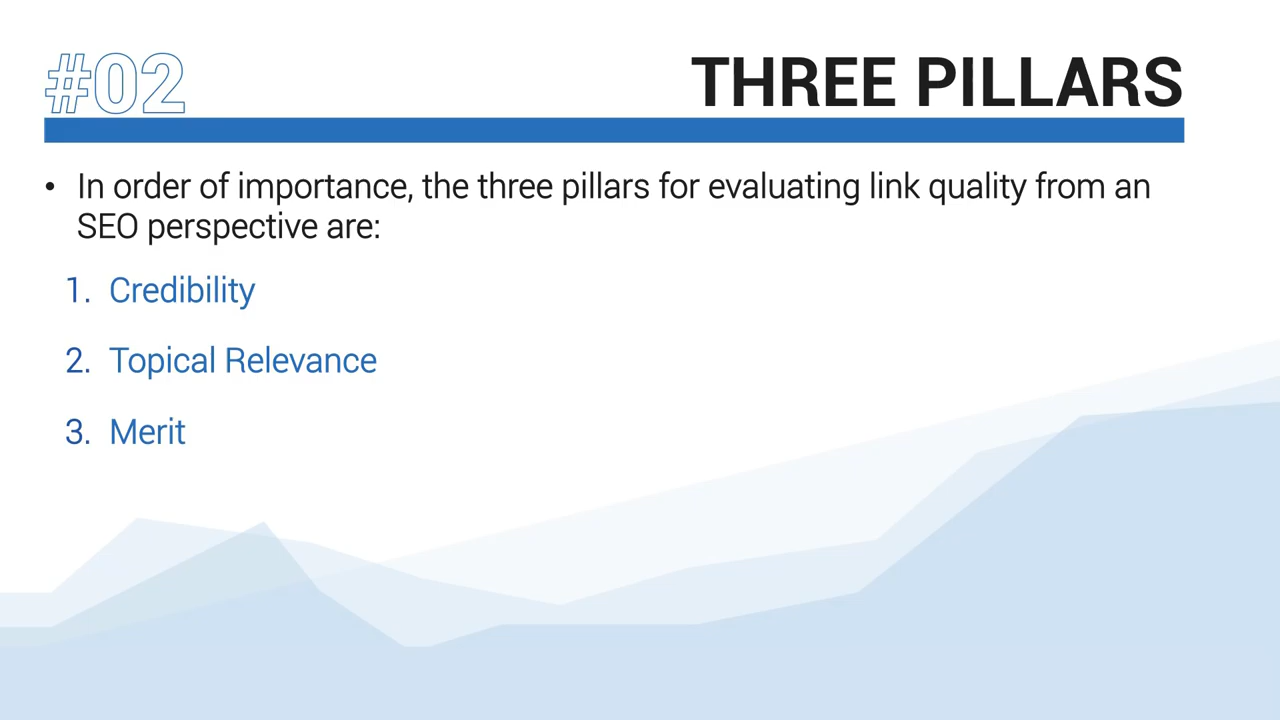 #02
THREE PILLARS
• In order of importance, the three pillars for evaluating link quality from an
SEO perspective are:
1. Credibility
2. Topical Relevance
3. Merit